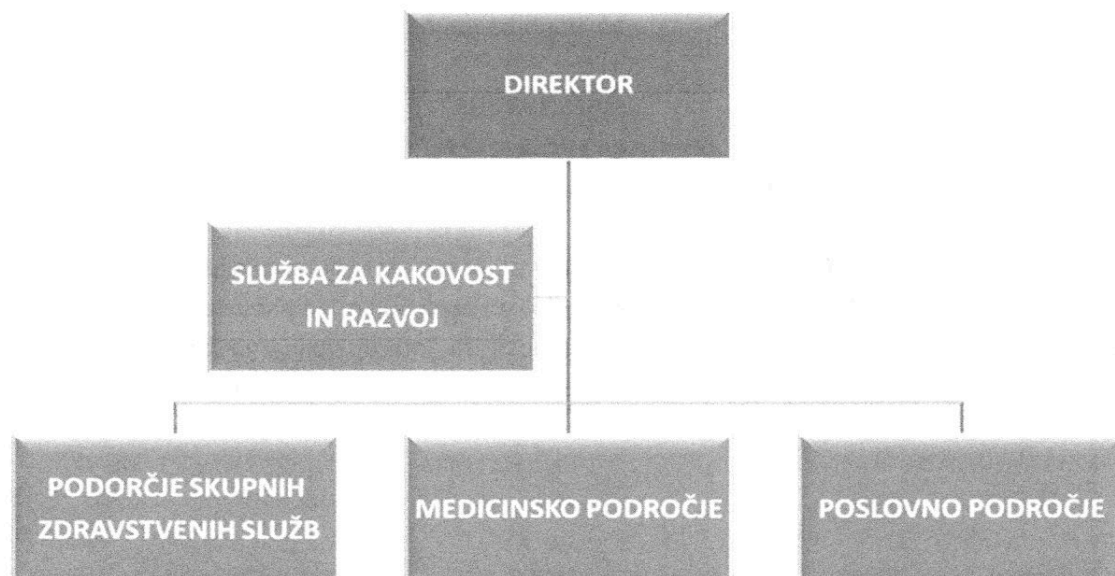 DIREKTOR
SLUŽBA ZA KAKOVOST
IN RAZVOJ
PODORČJE SKUPNIH
ZDRAVSTVENIH SLUŽB
MEDICINSKO PODROČJE
POSLOVNO PODROČJE